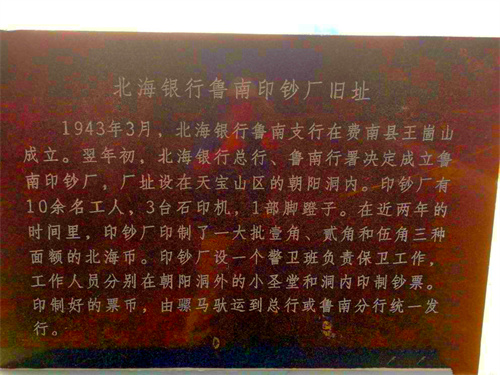 北海银行鲁南印钞厂旧址
1943年3月，北海银行鲁南支行在费南县王崮山
成立。翌年初，北海银行总行、鲁南行署决定成立鲁
南印钞厂，厂址设在天宝山区的朝阳洞内。印钞厂有
10余名工人，3台石印机，1部脚蹬子。在近两年的
时间里，印钞厂印制了一大批壹角、贰角和伍角三种
面额的北海币。印钞厂设一个警卫班负责保卫工作，
工作人员分别在朝阳洞外的小圣堂和洞内印制钞票。
印制好的票币，由骡马驮运到总行或鲁南分行统一发
行。